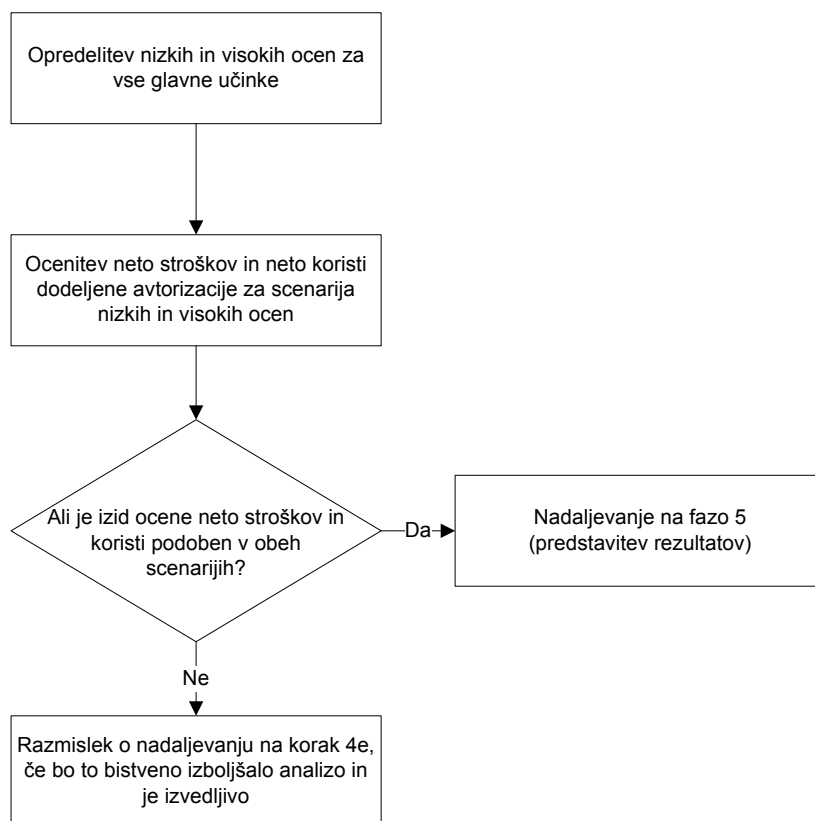 Opredelitev nizkih in visokih ocen za
vse glavne učinke
Ocenitev neto stroškov in neto koristi
dodeljene avtorizacije za scenarija
nizkih in visokih ocen
Ali je izid ocene neto stroškov in
koristi podoben v obeh
scenarijih?
Da
Nadaljevanje na fazo 5
(predstavitev rezultatov)
Ne
Razmislek o nadaljevanju na korak 4e,
če bo to bistveno izboljšalo analizo in
je izvedljivo